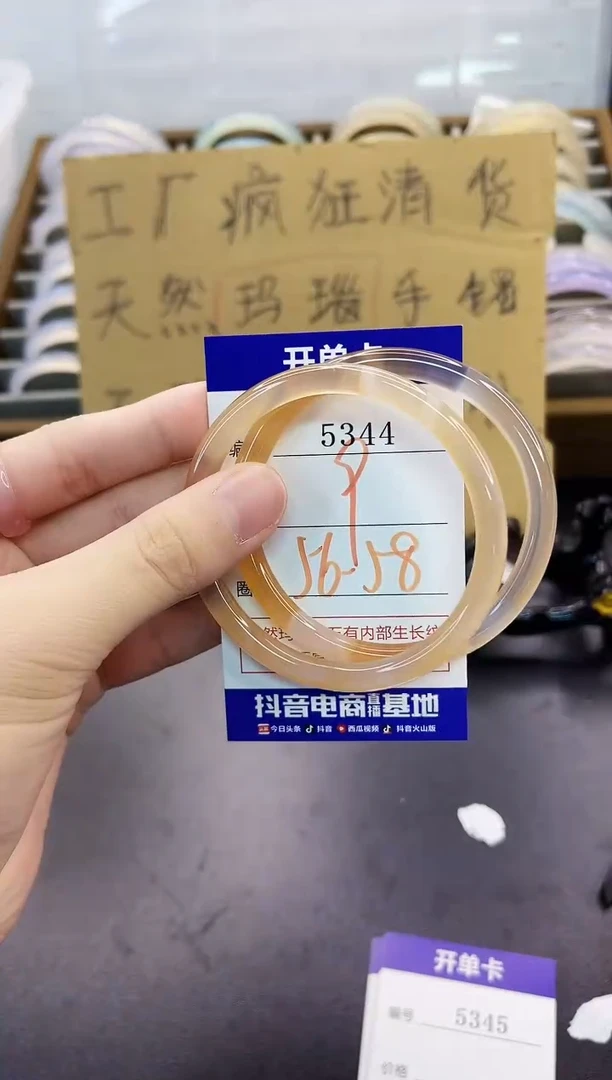 工厂疯狂清货
天然玛瑙手镯
开单卡
5344
56-58
圈
有内部生长纹
抖音电商直播基地
今日头条 抖音 西瓜视频 抖音火山版
开单卡
编号 5345
价格